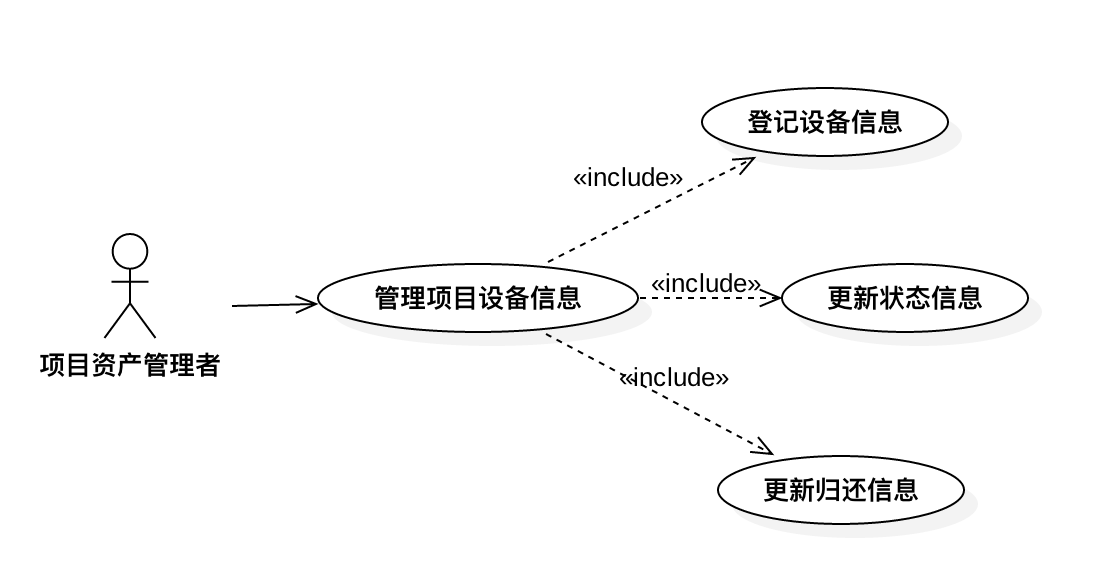 登记设备信息
«include»
管理项目设备信息
«include»
更新状态信息
项目资产管理者
«include»
更新归还信息